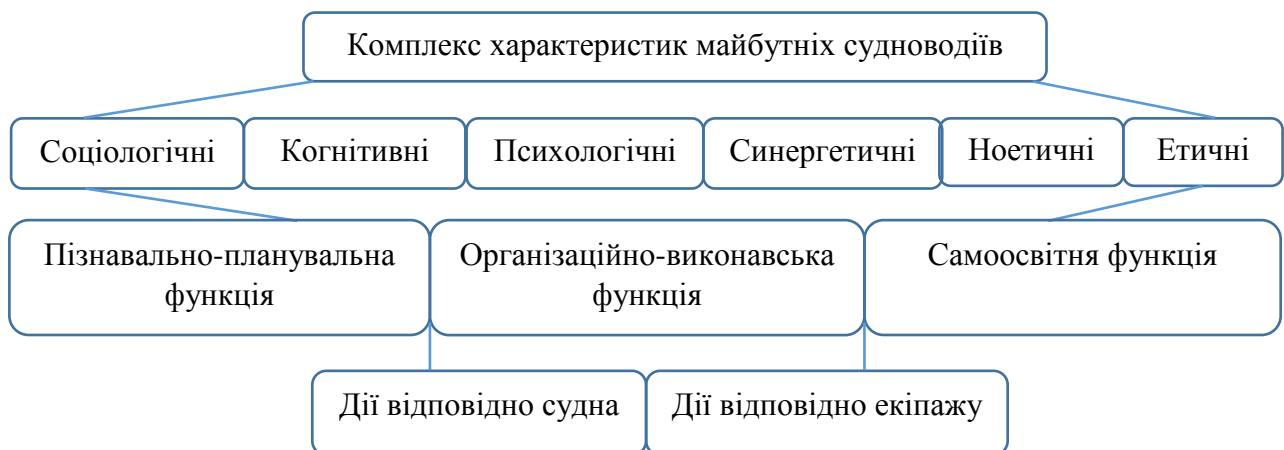 Комплекс характеристик майбутніх судноводіїв
Соціологічні
Когнітивні
Психологічні
Синергетичні
Ноетичні
Етичні
Пізнавально-планувальна
функція
Організаційно-виконавська
функція
Самоосвітня функція
Дії відповідно судна
Дії відповідно екіпажу